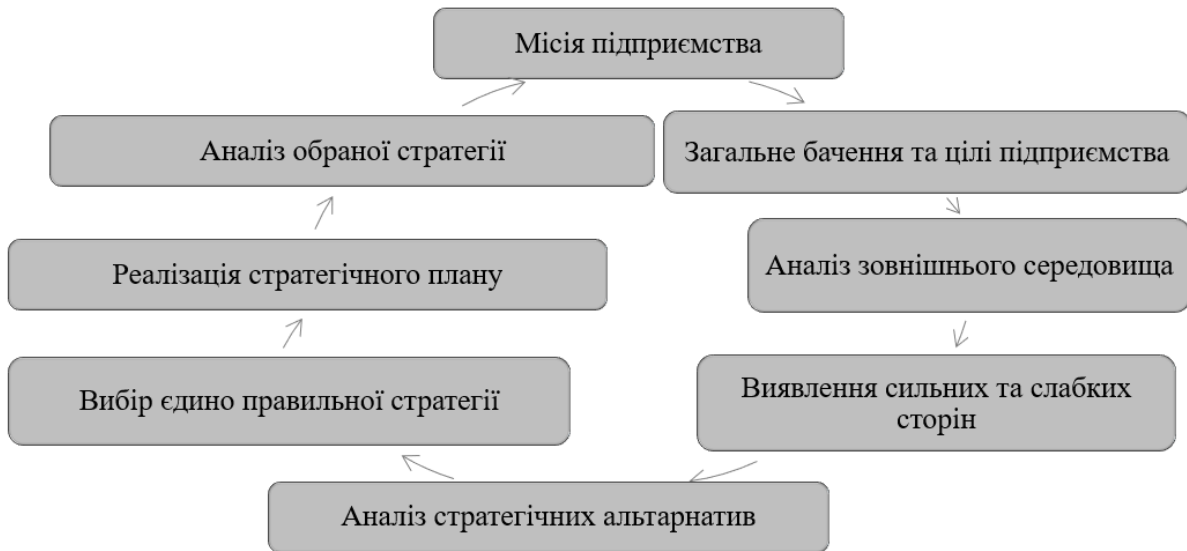 Місія підприємства
Загальне бачення та цілі підприємства
Аналіз зовнішнього середовища
Виявлення сильних та слабких
сторін
Аналіз стратегічних альтарнатив
Вибір єдино правильної стратегії
Реалізація стратегічного плану
Аналіз обраної стратегії